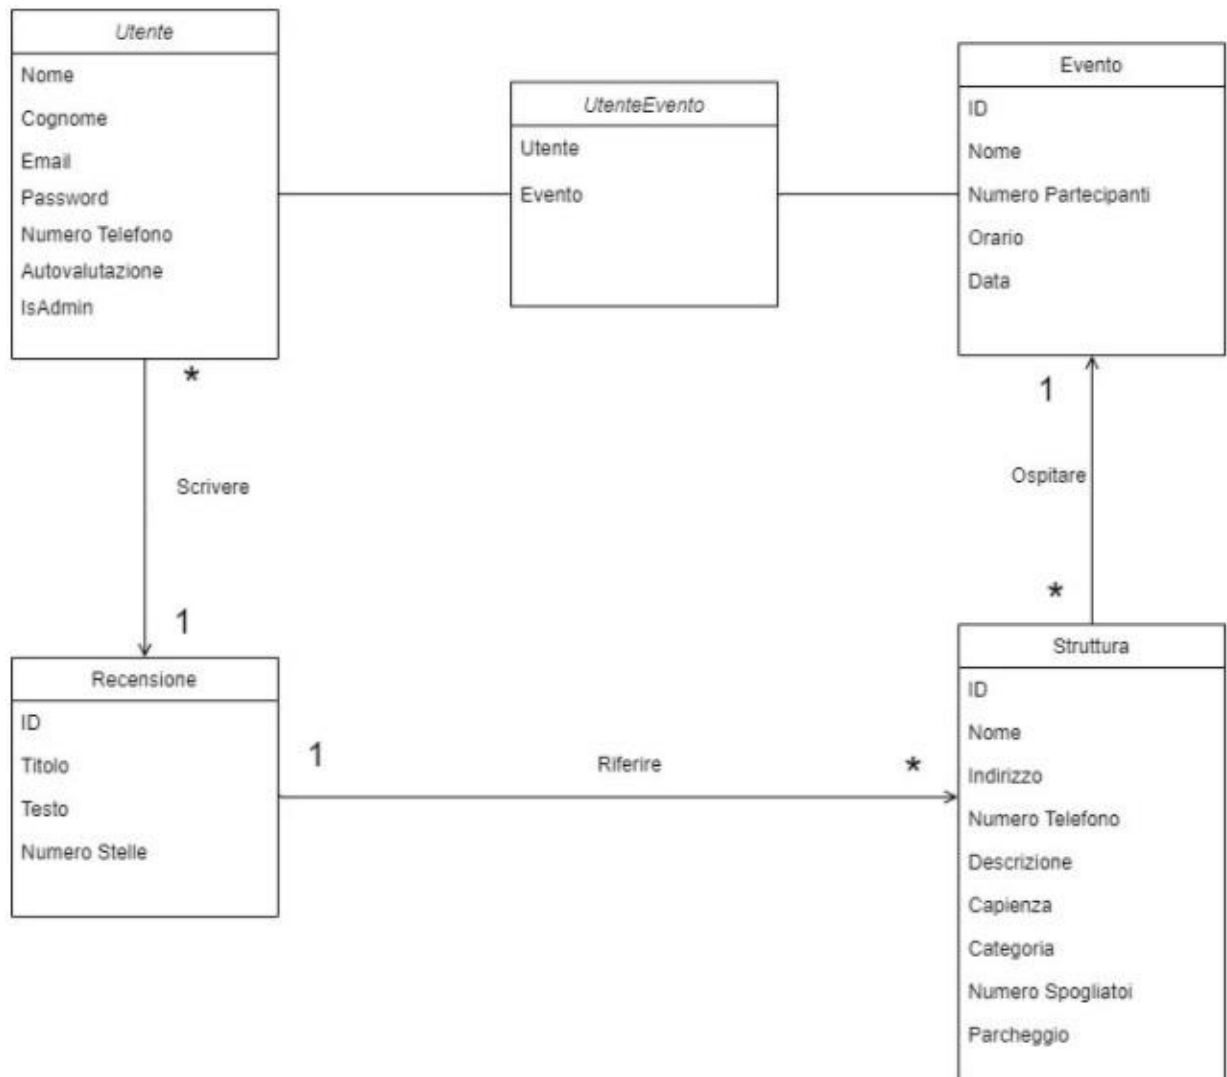 Utente
Nome
Cognome
Email
Password
Numero Telefono
Autovalutazione
IsAdmin
UtenteEvento
Utente
Evento
Evento
ID
Nome
Numero Partecipanti
Orario
Data
*
1
Scrivere
Ospitare
1
*
Recensione
ID
Titolo
Testo
Numero Stelle
1
Riferire
*
Struttura
ID
Nome
Indirizzo
Numero Telefono
Descrizione
Capienza
Categoria
Numero Spogliatoi
Parcheggio